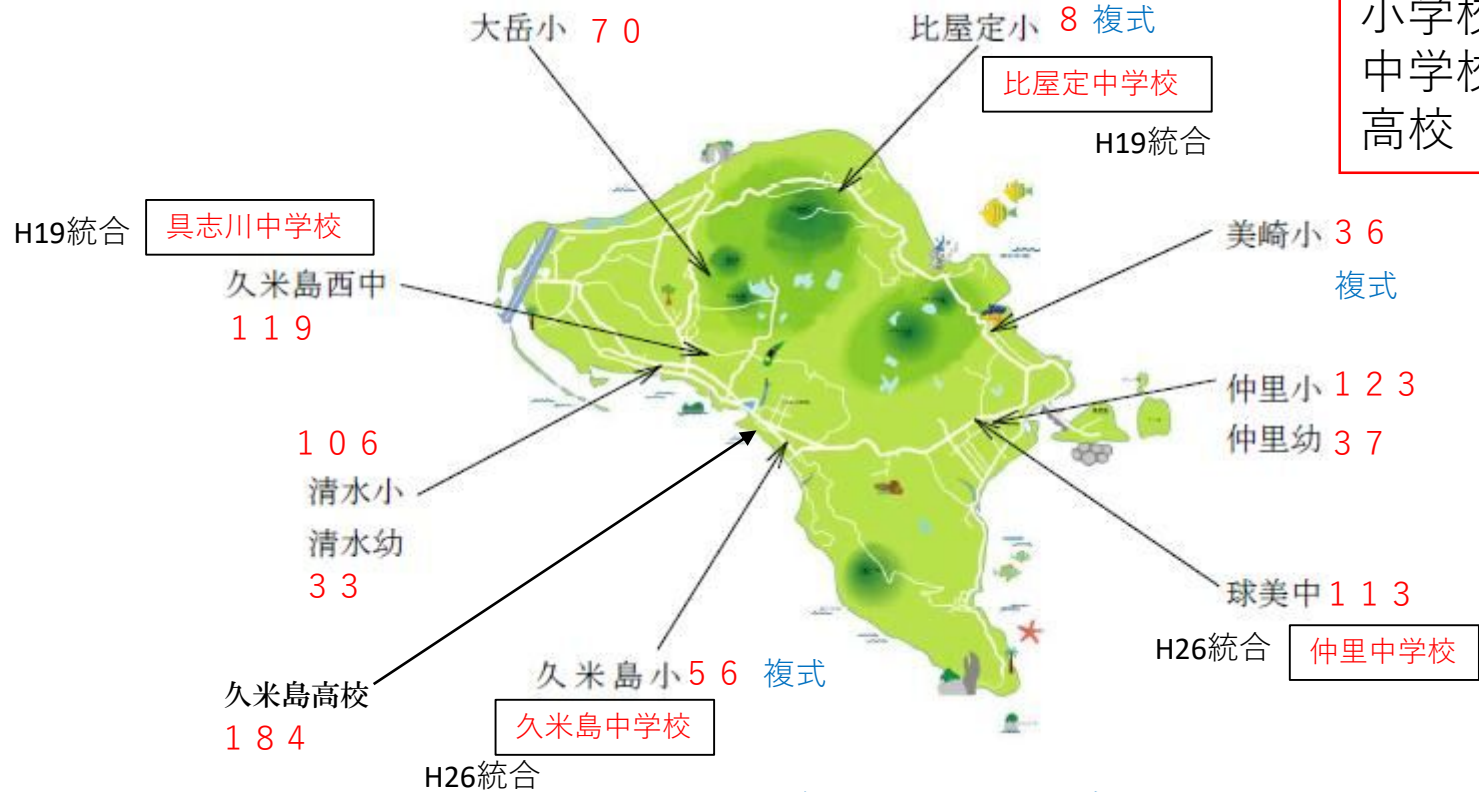 大岳小 70
比屋定小 8 複式
比屋定中学校
H19統合
小学校
中学校
高校
H19統合 具志川中学校
久米島西中
119
美崎小 36
複式
仲里小 123
仲里幼 37
106
清水小
清水幼
33
球美中 113
H26統合 仲里中学校
久米島小 56 複式
久米島中学校
H26統合
久米島高校
184